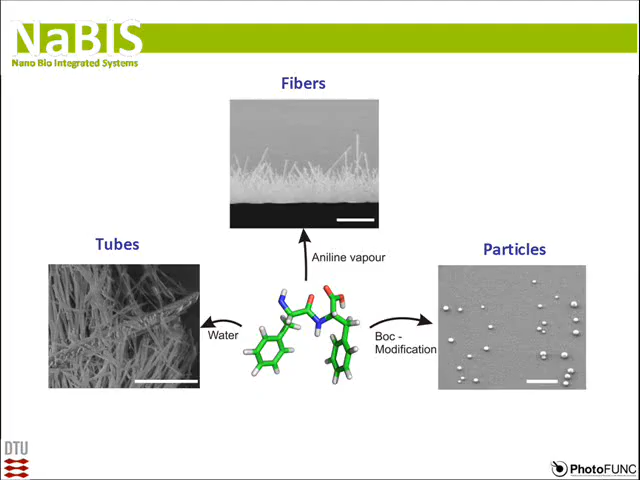 NaBIS
Nano Bio Integrated Systems
Fibers
Tubes
Particles
Aniline vapour
Water
Boc -
Modification
DTU
PhotoFUNC